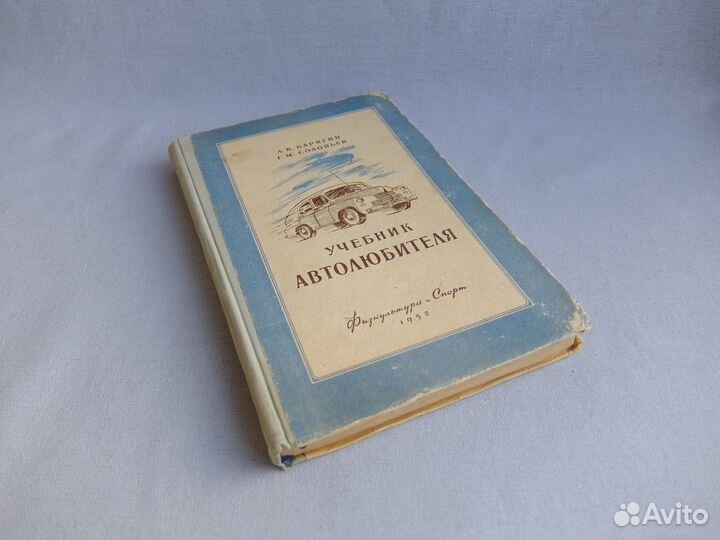 А. В. КАРЯГИН
Г. М. СОЛОВЬЕВ
УЧЕБНИК
АВТОЛЮБИТЕЛЯ
Физкультура и Спорт
1952
Avito